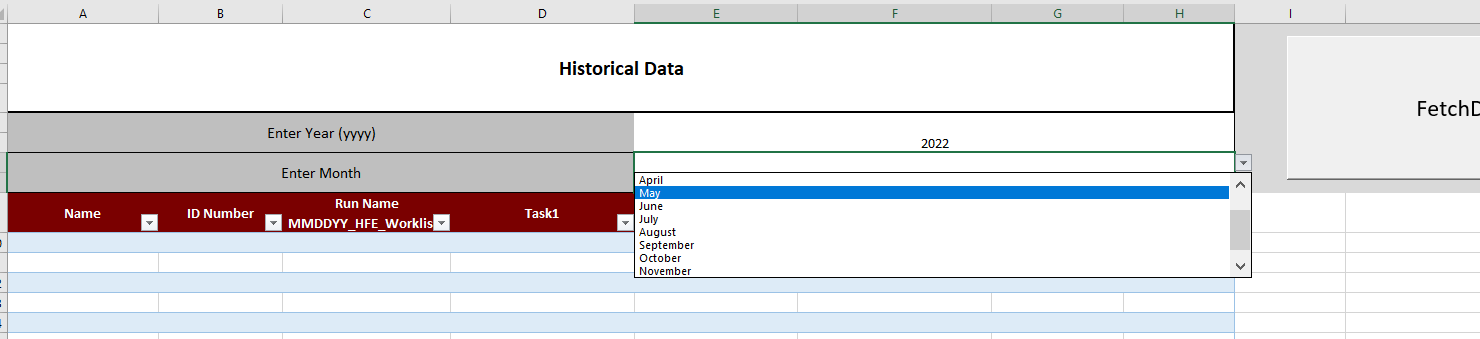 A B C D E F G H I
Historical Data
Enter Year (yyyy)
2022
FetchD
Enter Month
April
May
June
July
August
September
October
November
Name
ID Number
Run Name
MMDDYY_HFE_Worklis
Task1